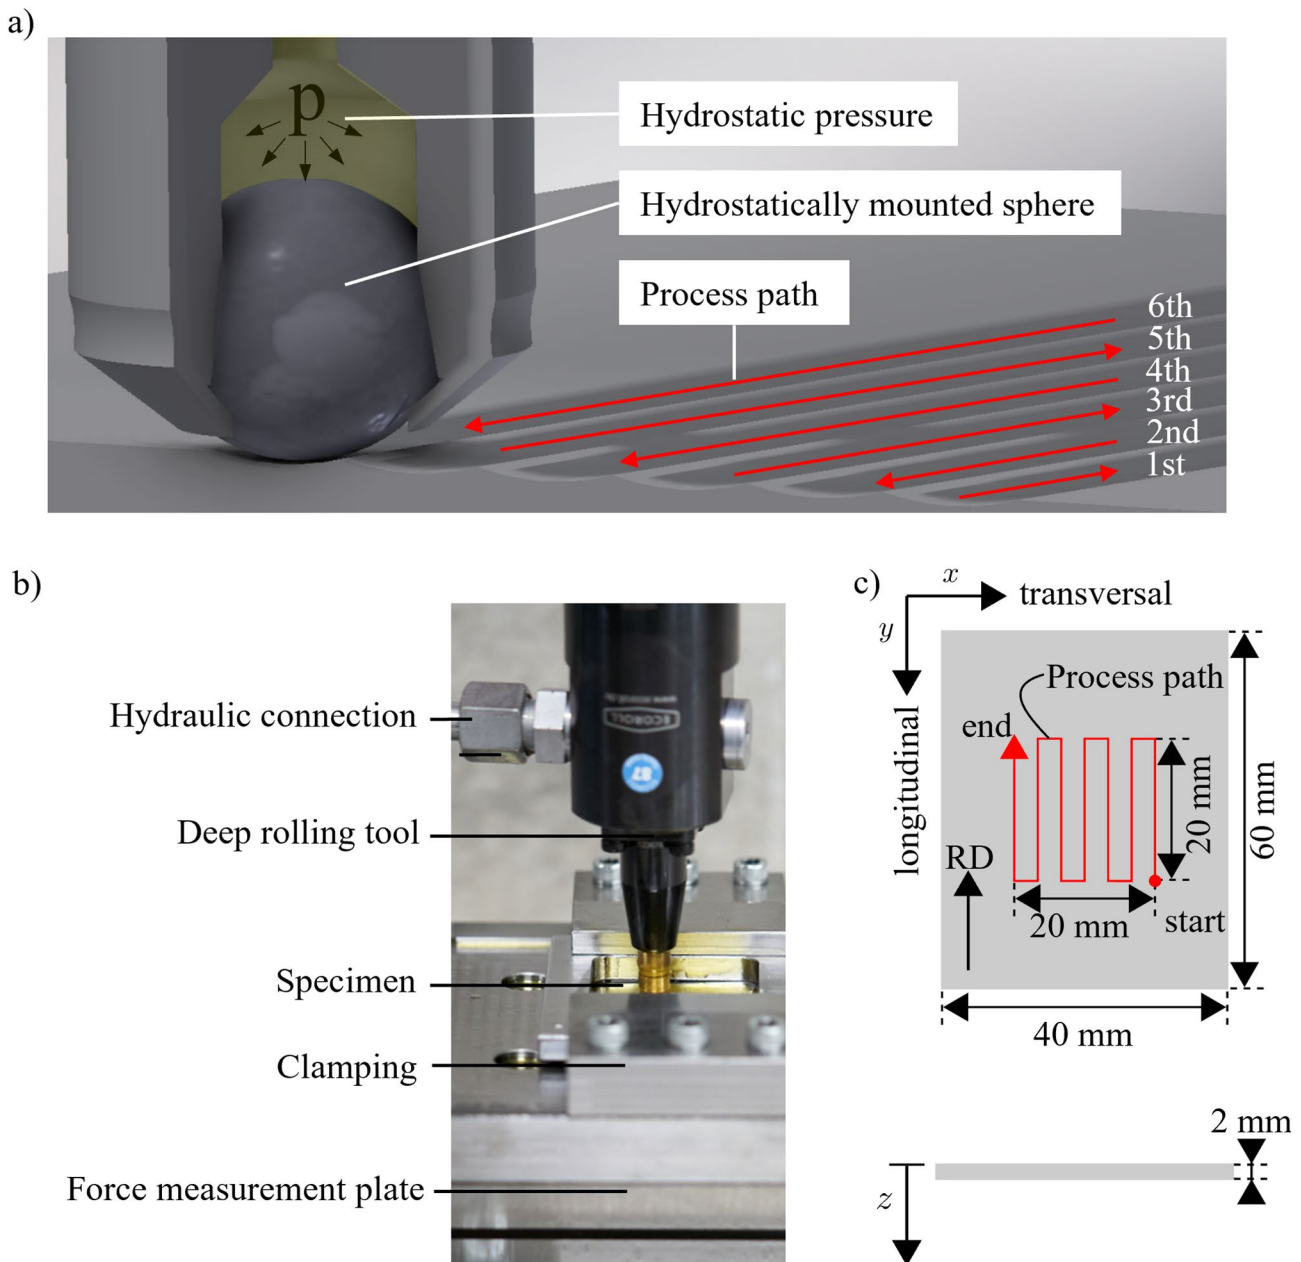 a)
p
Hydrostatic pressure
Hydrostatically mounted sphere
Process path
6th
5th
4th
3rd
2nd
1st
b)
Hydraulic connection
ECOROLL
87
Deep rolling tool
Specimen
Clamping
Force measurement plate
c)
x
transversal
y
longitudinal
Process path
end
RD
20 mm
60 mm
20 mm
start
40 mm
2 mm
z